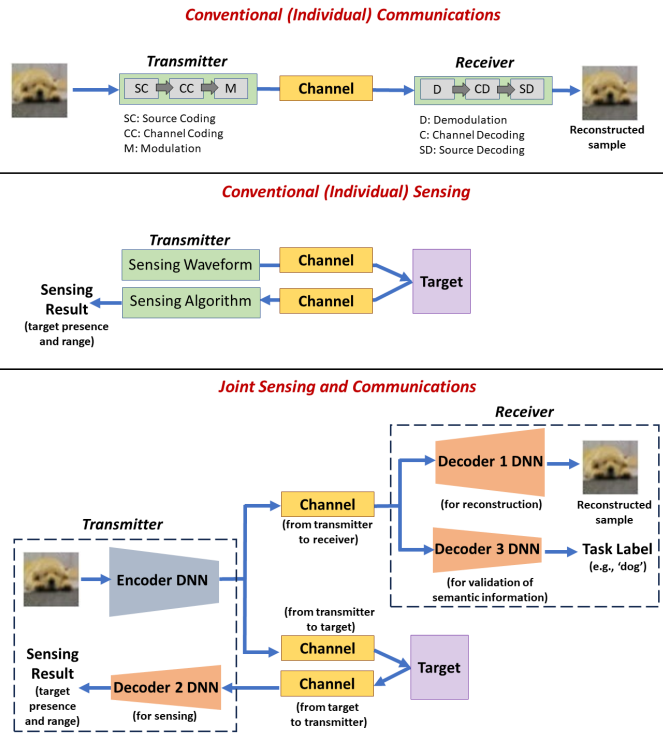 Conventional (Individual) Communications
Transmitter
Receiver
SC
CC
M
Channel
D
CD
SD
SC: Source Coding
CC: Channel Coding
M: Modulation
D: Demodulation
C: Channel Decoding
SD: Source Decoding
Reconstructed
sample
Conventional (Individual) Sensing
Transmitter
Sensing Waveform
Channel
Target
Sensing
Result
(target presence
and range)
Sensing Algorithm
Channel
Joint Sensing and Communications
Receiver
Decoder 1 DNN
(for reconstruction)
Reconstructed
sample
Channel
(from transmitter
to receiver)
Decoder 3 DNN
(for validation of
semantic information)
Task Label
(e.g., ‘dog’)
Transmitter
Encoder DNN
(from transmitter
to target)
Channel
Target
Sensing
Result
(target
presence
and range)
Decoder 2 DNN
(for sensing)
Channel
(from target
to transmitter)